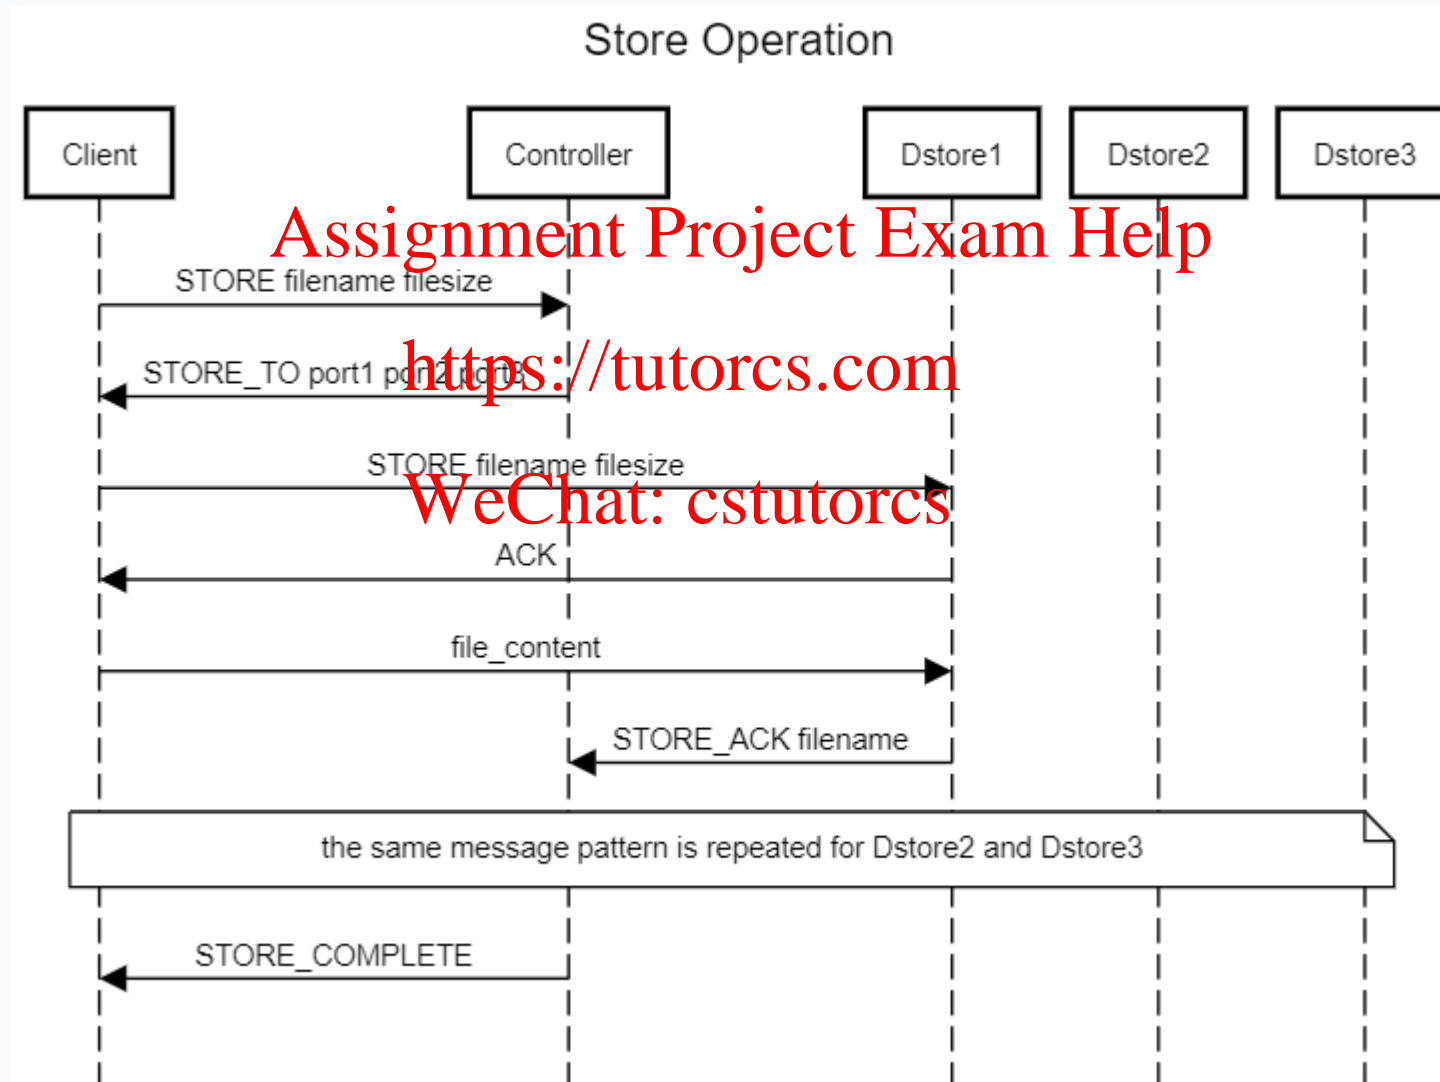 Store Operation
Client
Controller
Dstore1
Dstore2
Dstore3
Assignment Project Exam Help
STORE filename filesize
https://tutorcs.com
STORE_TO port1 port2 port3
STORE filename filesize
WeChat: cstutorcs
ACK
file_content
STORE_ACK filename
the same message pattern is repeated for Dstore2 and Dstore3
STORE_COMPLETE